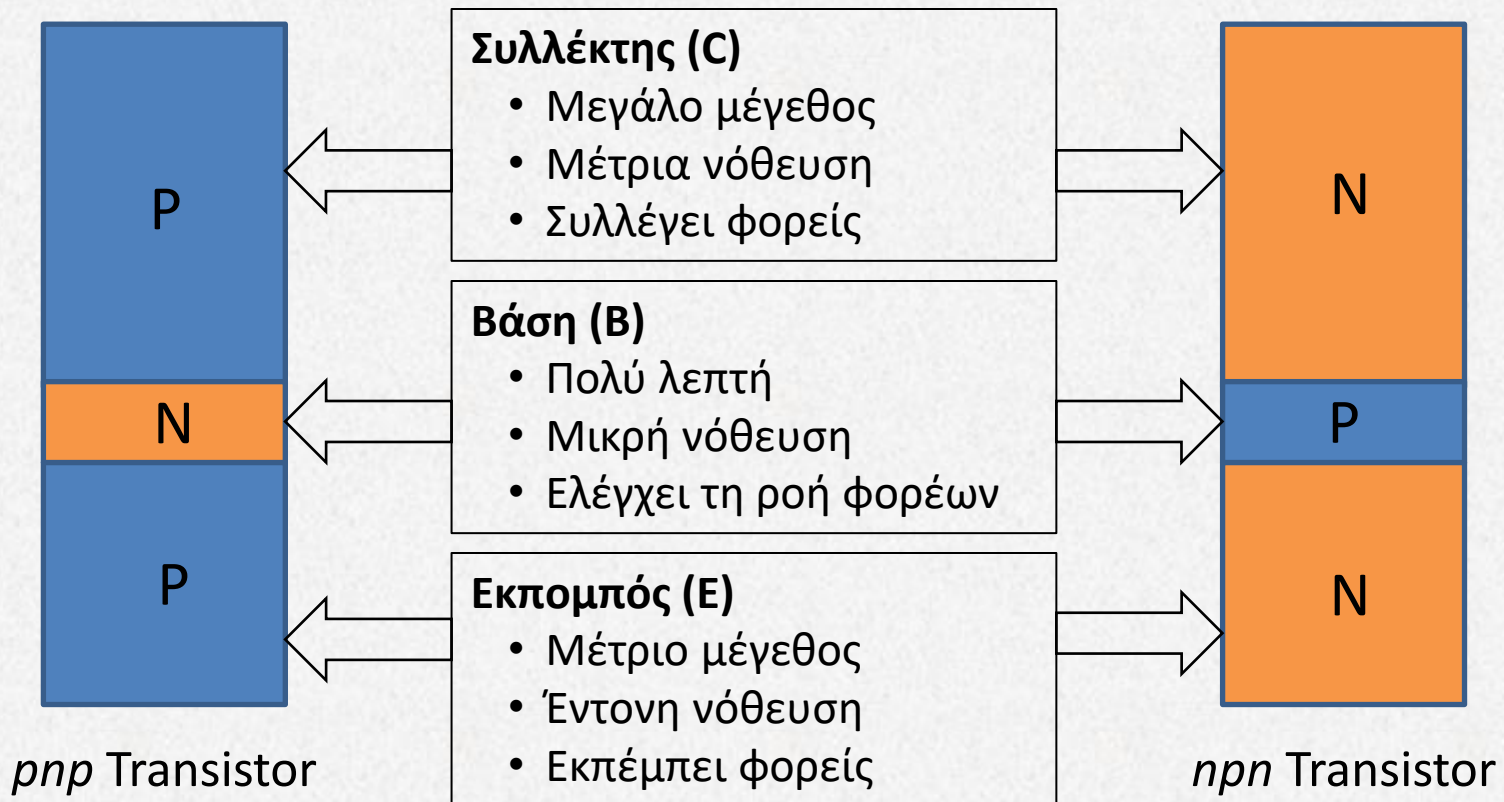 Συλλέκτης (C)
• Μεγάλο μέγεθος
• Μέτρια νόθευση
• Συλλέγει φορείς
P
N
Βάση (B)
• Πολύ λεπτή
• Μικρή νόθευση
• Ελέγχει τη ροή φορέων
N
P
Εκπομπός (E)
• Μέτριο μέγεθος
• Έντονη νόθευση
• Εκπέμπει φορείς
P
N
pnp Transistor
npn Transistor